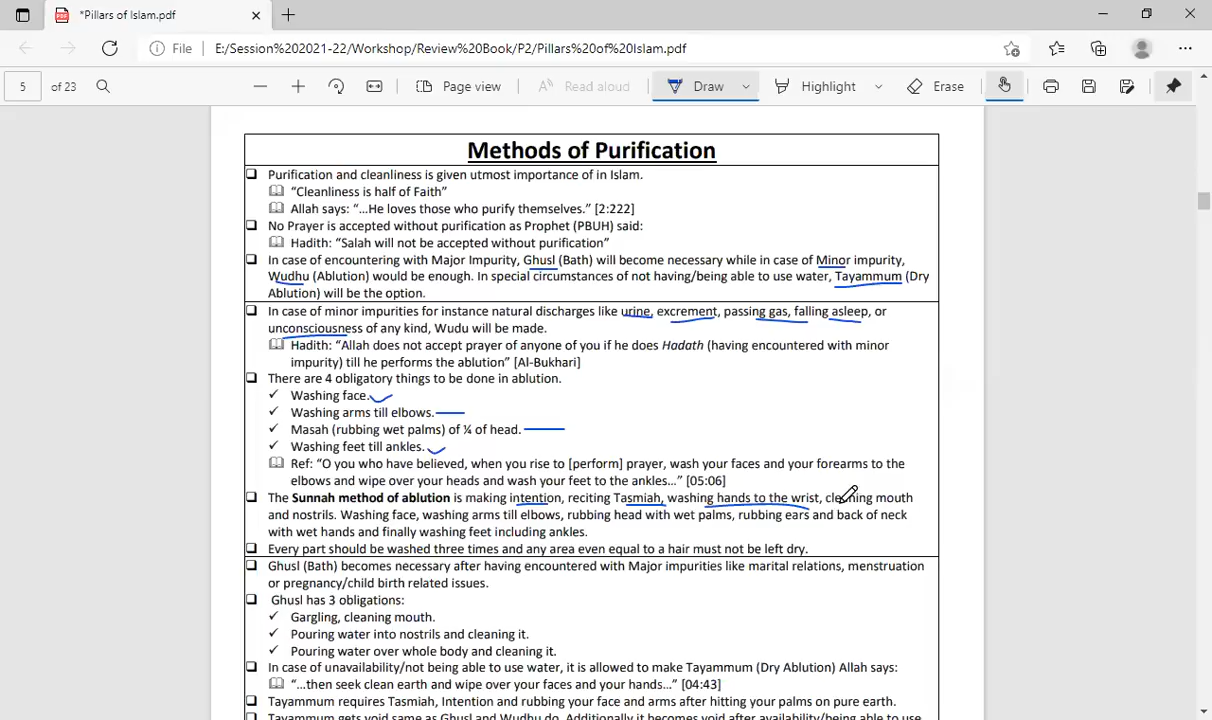 *Pillars of Islam.pdf
File E:/Session%202021-22/Workshop/Review%20Book/P2/Pillars%20of%20Islam.pdf
5 of 23 Page view Read aloud Draw Highlight Erase
Methods of Purification
Purification and cleanliness is given utmost importance of in Islam.
“Cleanliness is half of Faith”
Allah says: “…He loves those who purify themselves.” [2:222]
No Prayer is accepted without purification as Prophet (PBUH) said:
Hadith: “Salah will not be accepted without purification”
In case of encountering with Major Impurity, Ghusl (Bath) will become necessary while in case of Minor impurity,
Wudhu (Ablution) would be enough. In special circumstances of not having/being able to use water, Tayammum (Dry
Ablution) will be the option.
In case of minor impurities for instance natural discharges like urine, excrement, passing gas, falling asleep, or
unconsciousness of any kind, Wudu will be made.
Hadith: “Allah does not accept prayer of anyone of you if he does Hadath (having encountered with minor
impurity) till he performs the ablution” [Al-Bukhari]
There are 4 obligatory things to be done in ablution.
Washing face.
Washing arms till elbows.
Masah (rubbing wet palms) of ¼ of head.
Washing feet till ankles.
Ref: “O you who have believed, when you rise to [perform] prayer, wash your faces and your forearms to the
elbows and wipe over your heads and wash your feet to the ankles…” [05:06]
The Sunnah method of ablution is making intention, reciting Tasmiah, washing hands to the wrist, cleaning mouth
and nostrils. Washing face, washing arms till elbows, rubbing head with wet palms, rubbing ears and back of neck
with wet hands and finally washing feet including ankles.
Every part should be washed three times and any area even equal to a hair must not be left dry.
Ghusl (Bath) becomes necessary after having encountered with Major impurities like marital relations, menstruation
or pregnancy/child birth related issues.
Ghusl has 3 obligations:
Gargling, cleaning mouth.
Pouring water into nostrils and cleaning it.
Pouring water over whole body and cleaning it.
In case of unavailability/not being able to use water, it is allowed to make Tayammum (Dry Ablution) Allah says:
“…then seek clean earth and wipe over your faces and your hands…” [04:43]
Tayammum requires Tasmiah, Intention and rubbing your face and arms after hitting your palms on pure earth.
Tayammum gets void same as Ghusl and Wudhu do. Additionally it becomes void after availability/being able to use